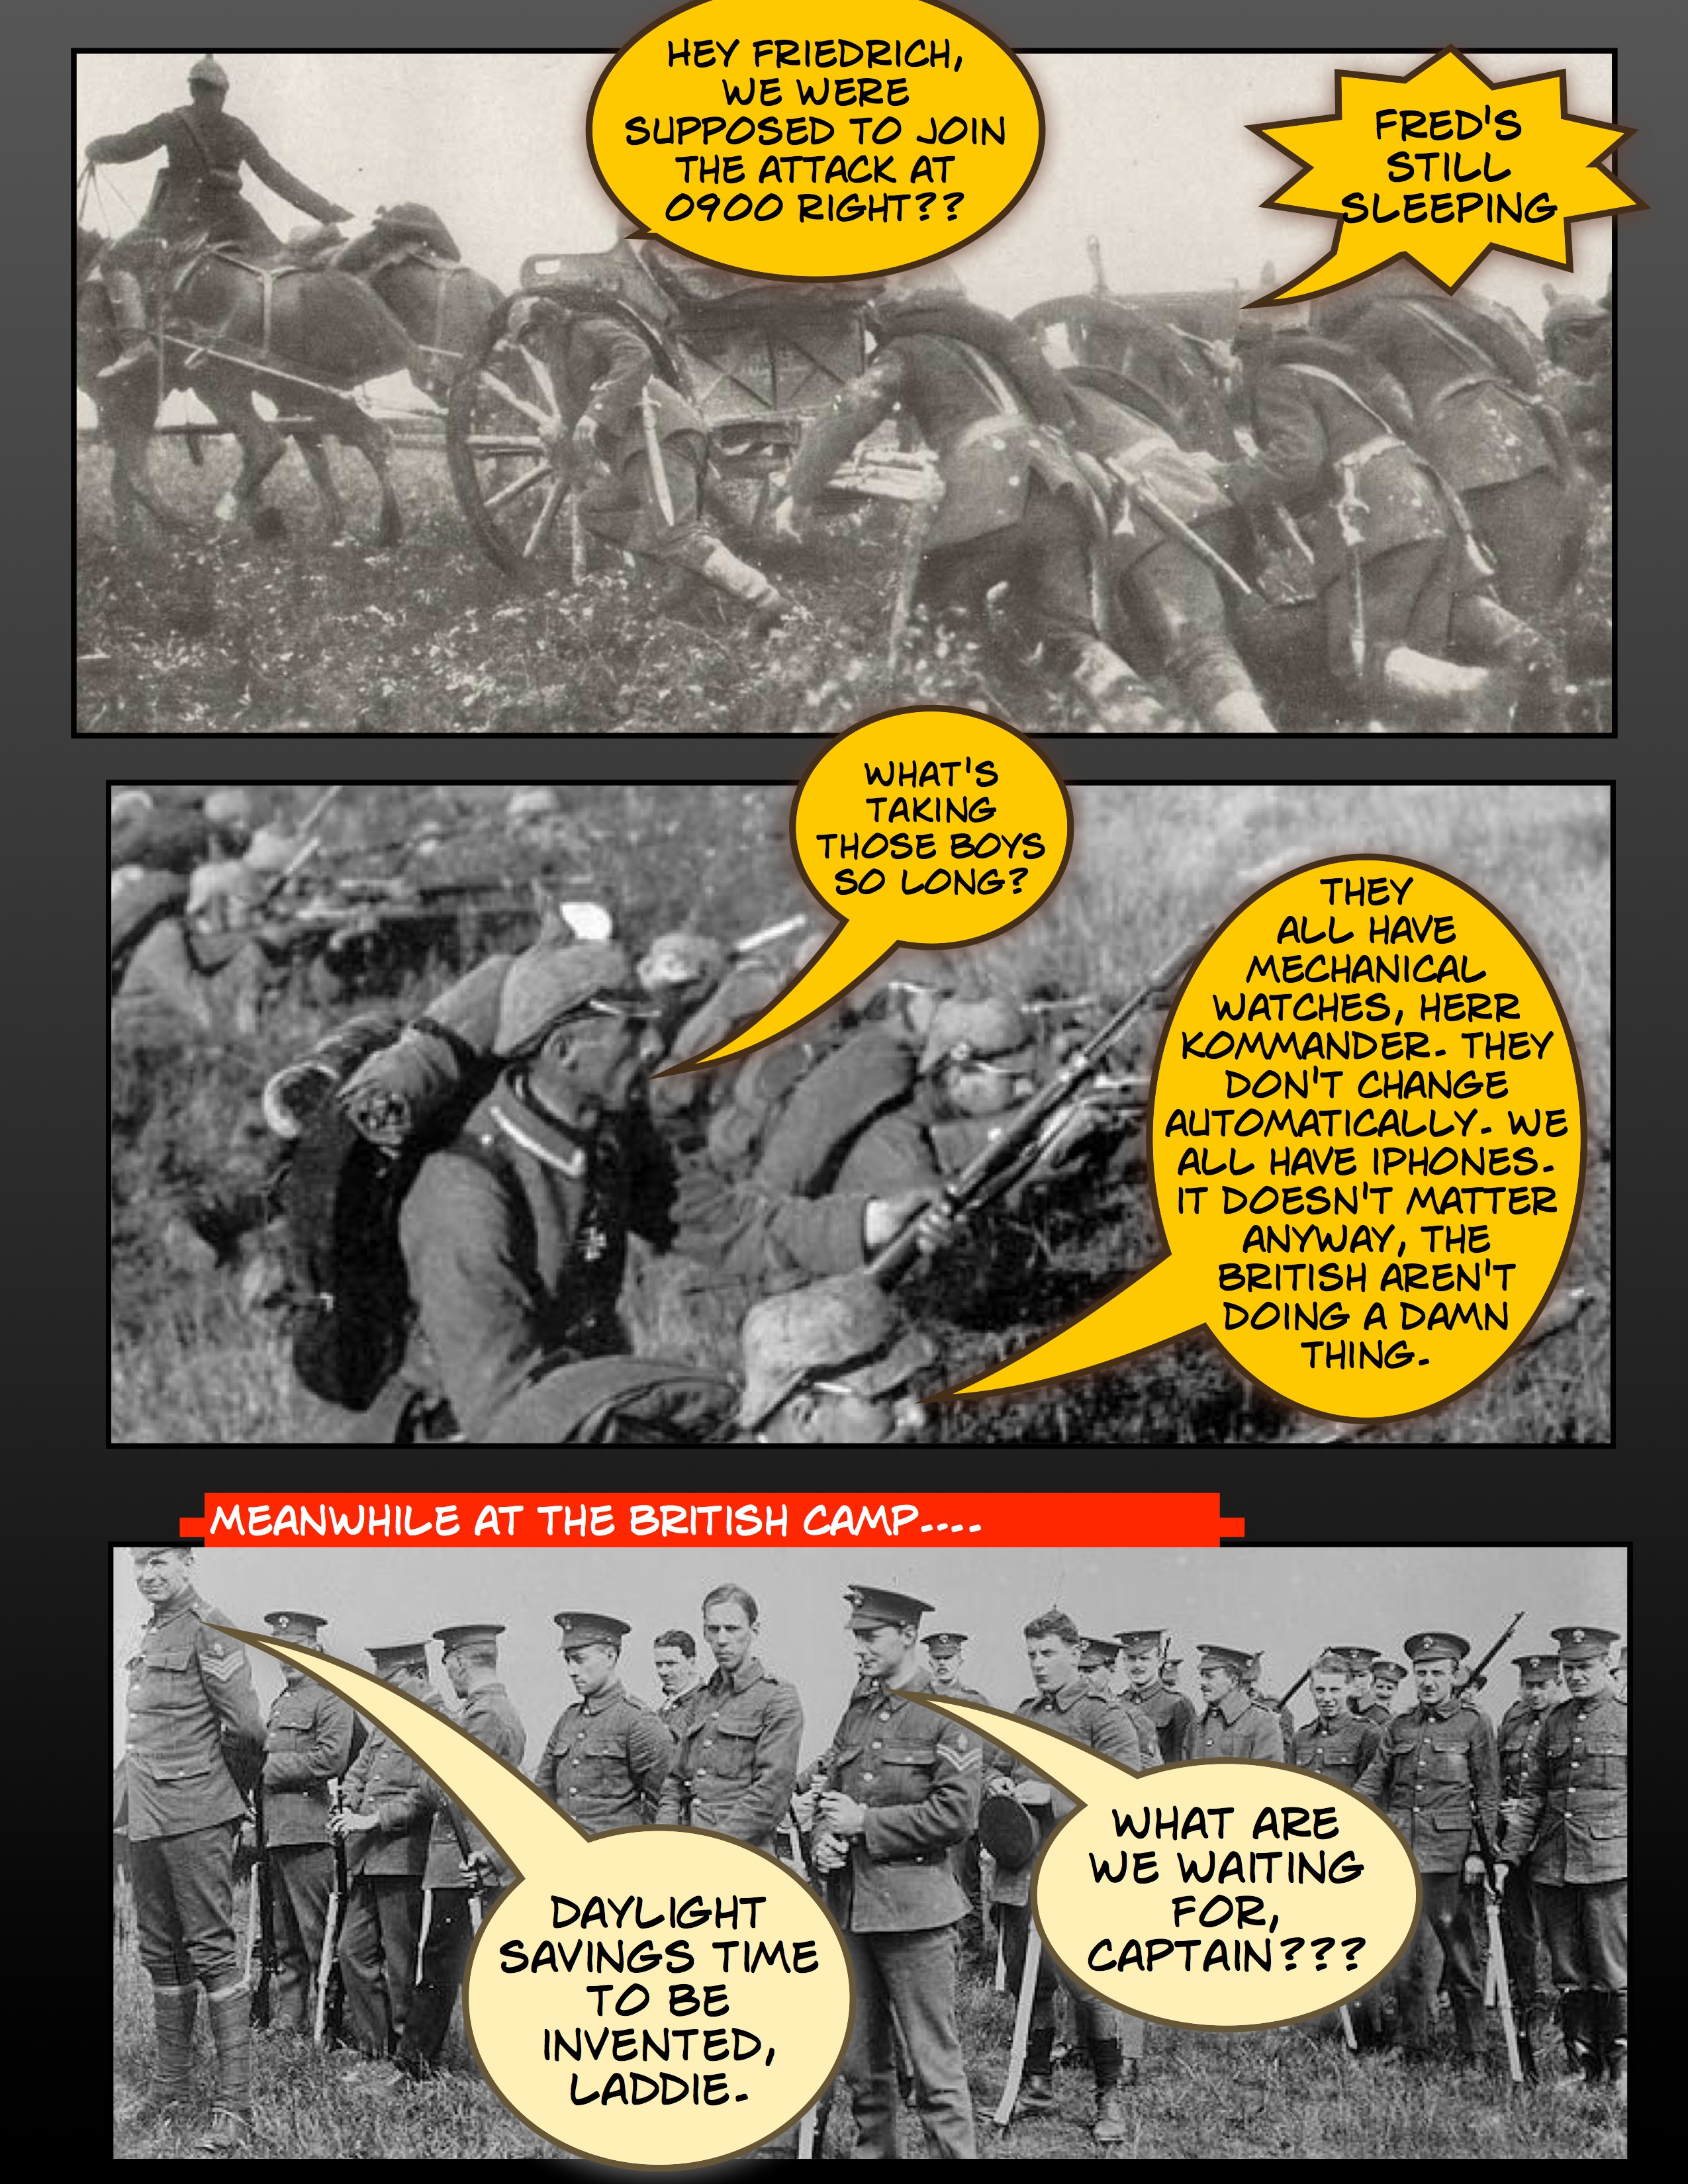 HEY FRIEDRICH,
WE WERE
SUPPOSED TO JOIN
THE ATTACK AT
0900 RIGHT??
FRED'S
STILL
SLEEPING
WHAT'S
TAKING
THOSE BOYS
SO LONG?
THEY
ALL HAVE
MECHANICAL
WATCHES, HERR
KOMMANDER. THEY
DON'T CHANGE
AUTOMATICALLY. WE
ALL HAVE IPHONES.
IT DOESN'T MATTER
ANYWAY, THE
BRITISH AREN'T
DOING A DAMN
THING.
MEANWHILE AT THE BRITISH CAMP....
WHAT ARE
WE WAITING
FOR,
CAPTAIN???
DAYLIGHT
SAVINGS TIME
TO BE
INVENTED,
LADDIE.